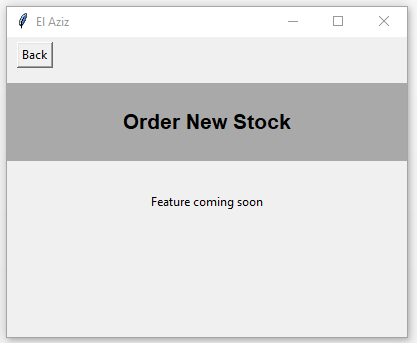 El Aziz
Back
Order New Stock
Feature coming soon